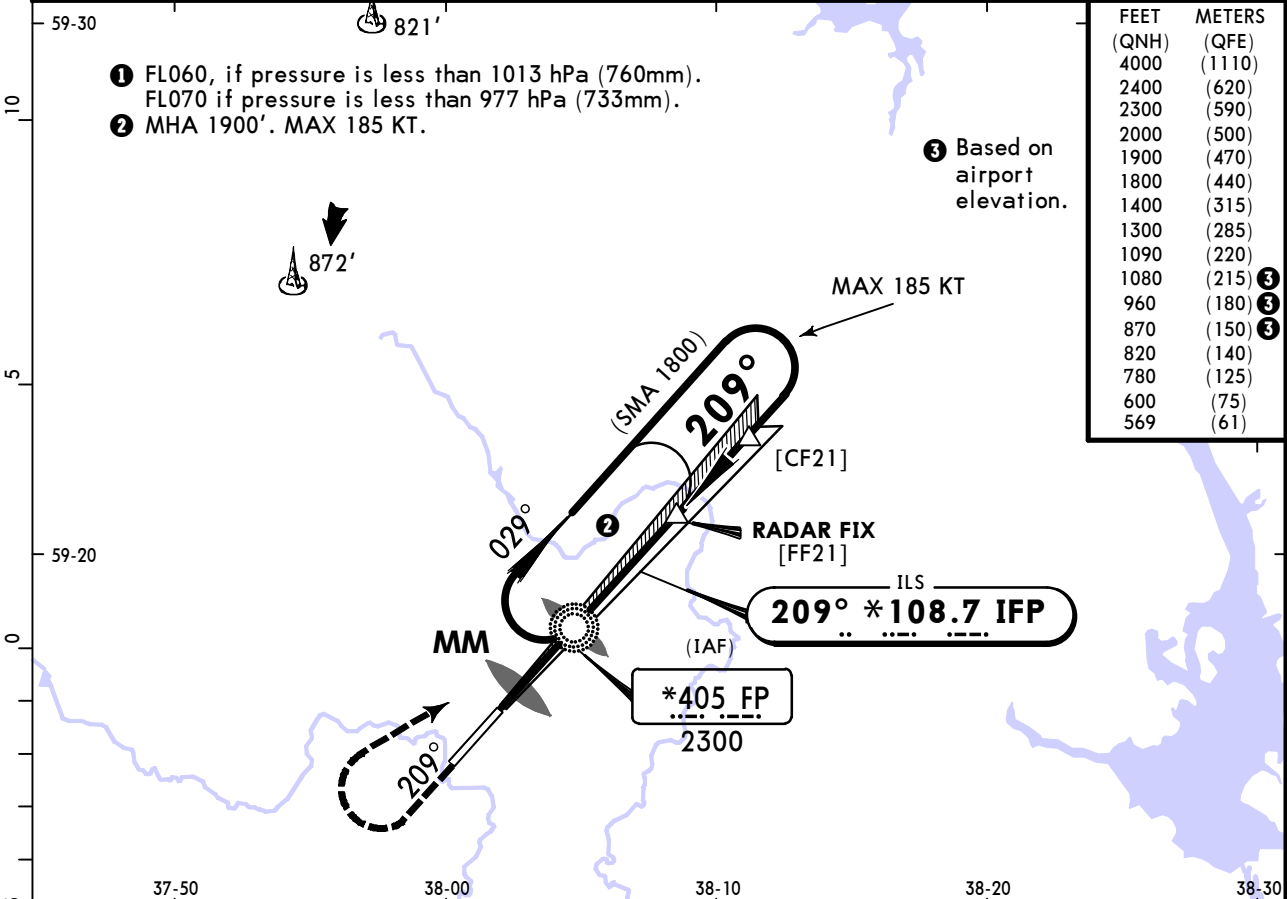 59-30
821'
❶ FL060, if pressure is less than 1013 hPa (760mm).
FL070 if pressure is less than 977 hPa (733mm).
❷ MHA 1900'. MAX 185 KT.
10
❸ Based on
airport
elevation.
FEET METERS
(QNH) (QFE)
4000 (1110)
2400 (620)
2300 (590)
2000 (500)
1900 (470)
1800 (440)
1400 (315)
1300 (285)
1090 (220)
1080 (215) ❸
960 (180) ❸
870 (150) ❸
820 (140)
780 (125)
600 (75)
569 (61)
872'
MAX 185 KT
(SMA 1800)
209°
5
[CF21]
029°
❷
RADAR FIX
[FF21]
59-20
ILS
209° *108.7 IFP
0
MM
(IAF)
*405 FP
2300
209°
37-50
38-00
38-10
38-20
38-30